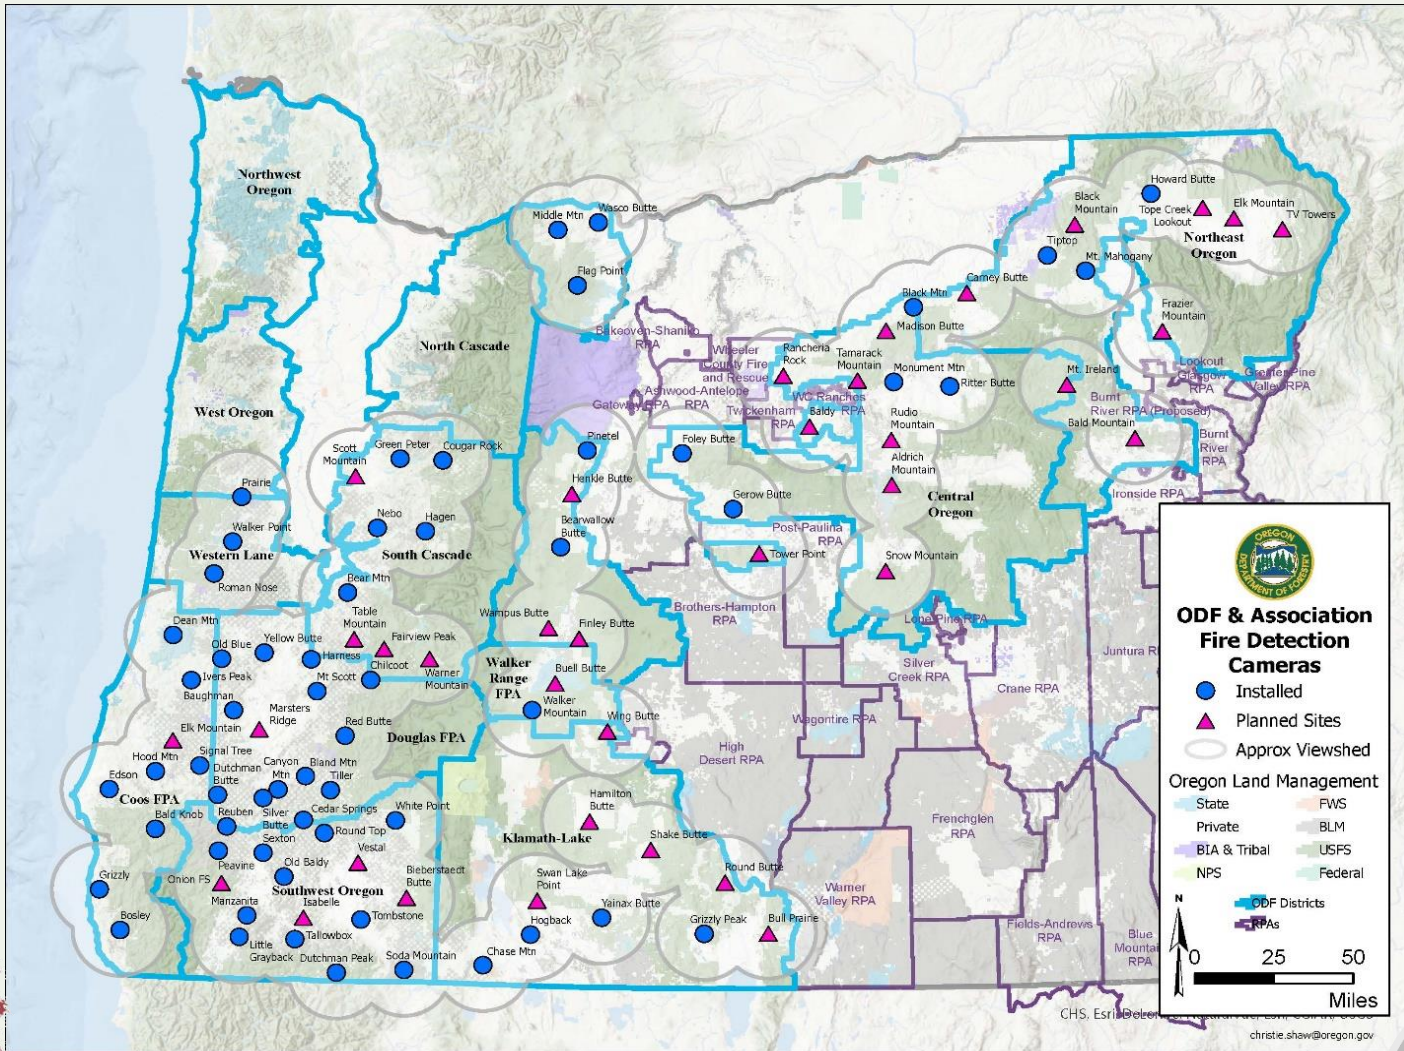 Northwest
Oregon
Middle Mtn
Wasco Butte
Flag Point
North Cascade
West Oregon
Howard Butte
Black
Mountain
Tope Creek
Lookout
Elk Mountain
TV Towers
Northeast
Oregon
Tiptop
Mt. Mahogany
Carney Butte
Black Mtn
Madison Butte
Frazier
Mountain
Bakeoven-Shaniko
RPA
Wheeler
County Fire
and Rescue
Rancheria
Rock
Tamarack
Mountain
Monument Mtn
Ritter Butte
Mt. Ireland
Lookout
Glasgow
RPA
Greater Pine
Valley RPA
Ashwood-Antelope
RPA
Gateway RPA
Twickenham
RPA
WC Ranches
RPA
Baldy
Rudio
Mountain
Burnt
River RPA (Proposed)
Bald Mountain
Burnt
River
RPA
Scott
Mountain
Green Peter
Cougar Rock
Pinetel
Foley Butte
Aldrich
Mountain
Prairie
Henkle Butte
Gerow Butte
Central
Oregon
Ironside RPA
Walker Point
Western Lane
Nebo
Hagen
South Cascade
Bearwallow
Butte
Post-Paulina
RPA
Tower Point
Snow Mountain
Roman Nose
Bear Mtn
Brothers-Hampton
RPA
Lone Pine RPA
Dean Mtn
Table
Mountain
Fairview Peak
Wampus Butte
Finley Butte
Old Blue
Yellow Butte
Harness
Chilcoot
Warner
Mountain
Walker
Range
FPA
Buell Butte
Silver
Creek RPA
Crane RPA
Ivers Peak
Mt Scott
Baughman
Marsters
Ridge
Walker
Mountain
Wing Butte
Wagontire RPA
Elk Mountain
Red Butte
Douglas FPA
High
Desert RPA
Hood Mtn
Signal Tree
Dutchman
Butte
Canyon
Mtn
Bland Mtn
Tiller
Edson
Coos FPA
Hamilton
Butte
Bald Knob
Reuben
Silver
Butte
Cedar Springs
White Point
Round Top
Klamath-Lake
Shake Butte
Frenchglen
RPA
Sexton
Vestal
Peavine
Old Baldy
Bieberstaedt
Butte
Round Butte
Onion FS
Southwest Oregon
Swan Lake
Point
Warner
Valley RPA
Grizzly
Manzanita
Isabelle
Tombstone
Hogback
Yainax Butte
Grizzly Peak
Bull Prairie
Bosley
Little
Grayback
Tallowbox
Fields-Andrews
RPA
Dutchman Peak
Soda Mountain
Chase Mtn
OREGON
DEPARTMENT OF FORESTRY
ODF & Association
Fire Detection
Cameras
Installed
Planned Sites
Approx Viewshed
Oregon Land Management
State
FWS
Private
BLM
BIA & Tribal
USFS
NPS
Federal
ODF Districts
RPAs
N
0 25 50
Miles
christie.shaw@oregon.gov